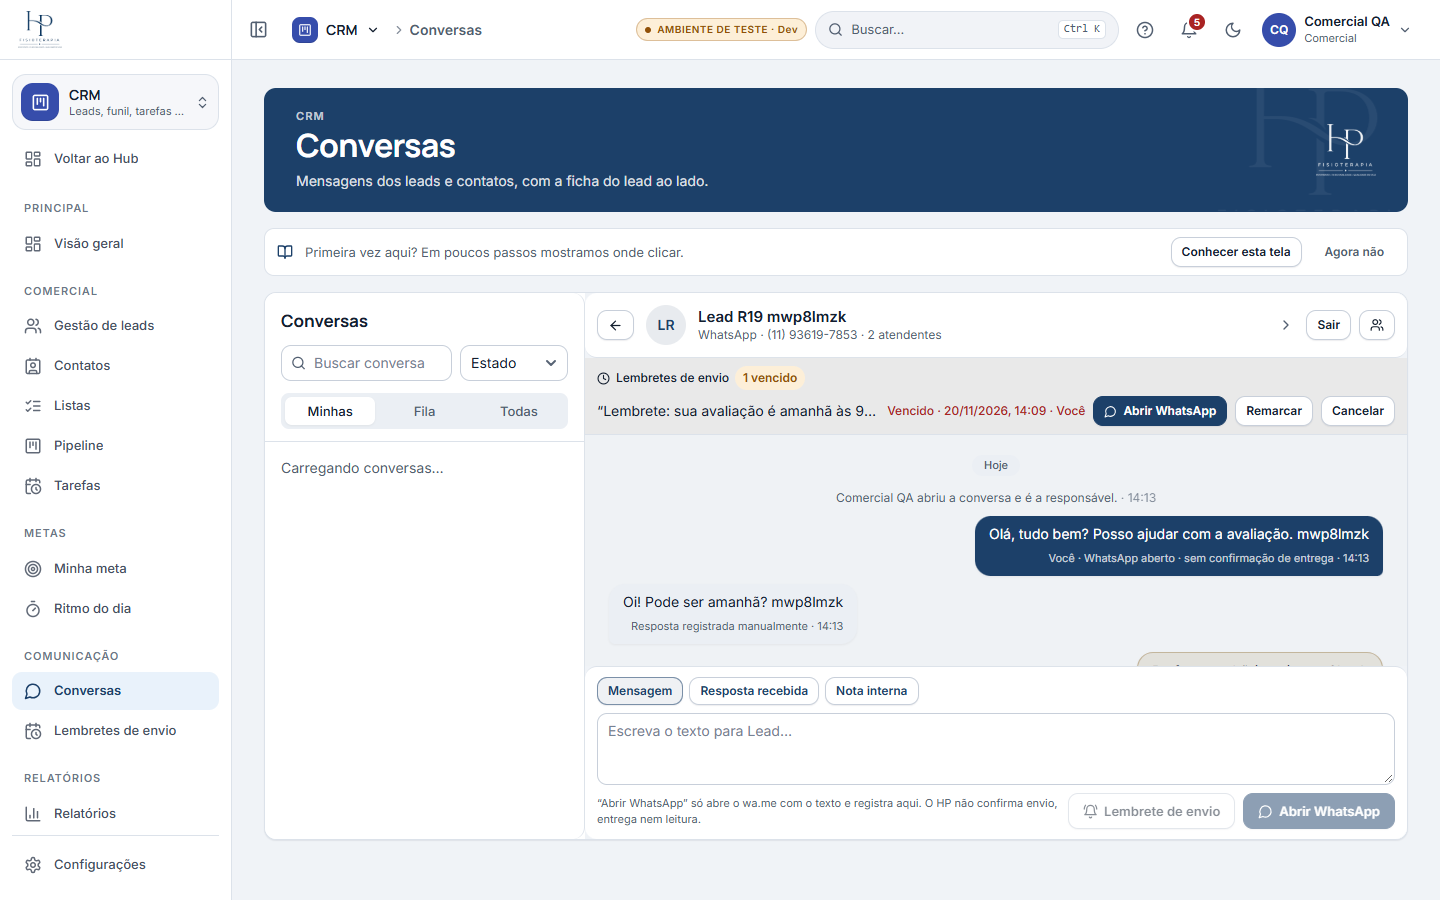 HP
FISIOTERAPIA
CRM
Conversas
AMBIENTE DE TESTE · Dev
Buscar...
Ctrl K
5
CQ
Comercial QA
Comercial
CRM
Leads, funil, tarefas ...
Voltar ao Hub
PRINCIPAL
Visão geral
COMERCIAL
Gestão de leads
Contatos
Listas
Pipeline
Tarefas
METAS
Minha meta
Ritmo do dia
COMUNICAÇÃO
Conversas
Lembretes de envio
RELATÓRIOS
Relatórios
Configurações
CRM
Conversas
Mensagens dos leads e contatos, com a ficha do lead ao lado.
HP
FISIOTERAPIA
Primeira vez aqui? Em poucos passos mostramos onde clicar.
Conhecer esta tela
Agora não
Conversas
Buscar conversa
Estado
Minhas
Fila
Todas
Carregando conversas...
LR
Lead R19 mwp8lmzk
WhatsApp · (11) 93619-7853 · 2 atendentes
Sair
Lembretes de envio
1 vencido
“Lembrete: sua avaliação é amanhã às 9...
Vencido · 20/11/2026, 14:09 · Você
Abrir WhatsApp
Remarcar
Cancelar
Hoje
Comercial QA abriu a conversa e é a responsável. · 14:13
Olá, tudo bem? Posso ajudar com a avaliação. mwp8lmzk
Você · WhatsApp aberto · sem confirmação de entrega · 14:13
Oi! Pode ser amanhã? mwp8lmzk
Resposta registrada manualmente · 14:13
Mensagem
Resposta recebida
Nota interna
Escreva o texto para Lead...
“Abrir WhatsApp” só abre o wa.me com o texto e registra aqui. O HP não confirma envio,
entrega nem leitura.
Lembrete de envio
Abrir WhatsApp